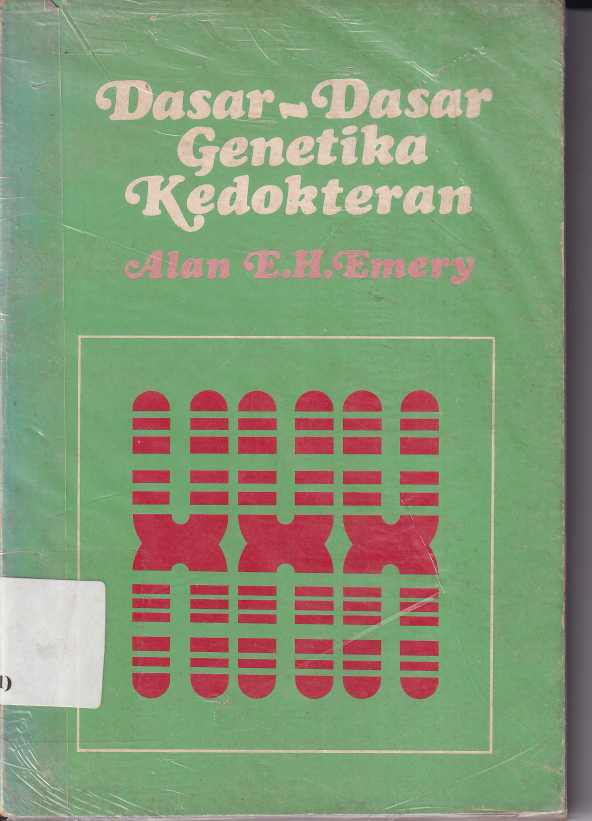 Dasar-Dasar
Genetika
Kedokteran
Alan E.H.Emery